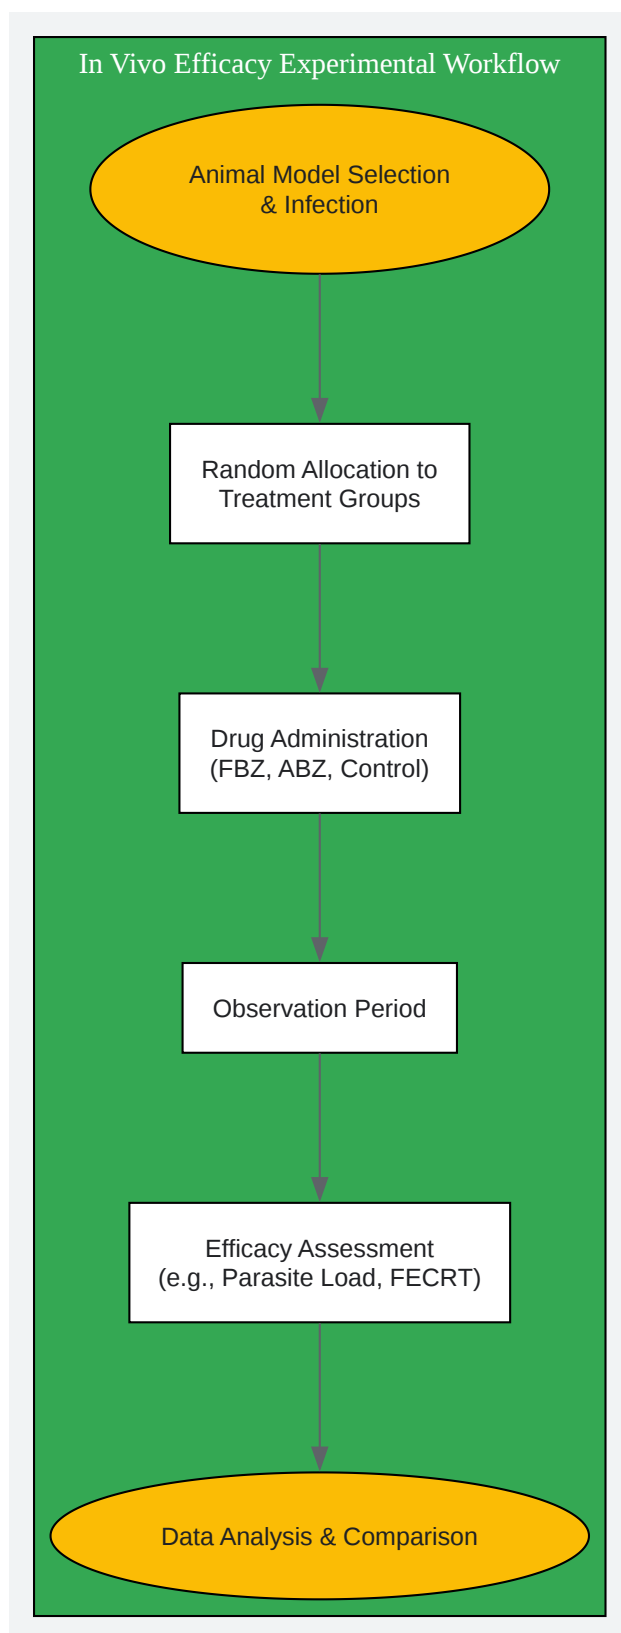 In Vivo Efficacy Experimental Workflow
Animal Model Selection
& Infection
Random Allocation to
Treatment Groups
Drug Administration
(FBZ, ABZ, Control)
Observation Period
Efficacy Assessment
(e.g., Parasite Load, FECRT)
Data Analysis & Comparison